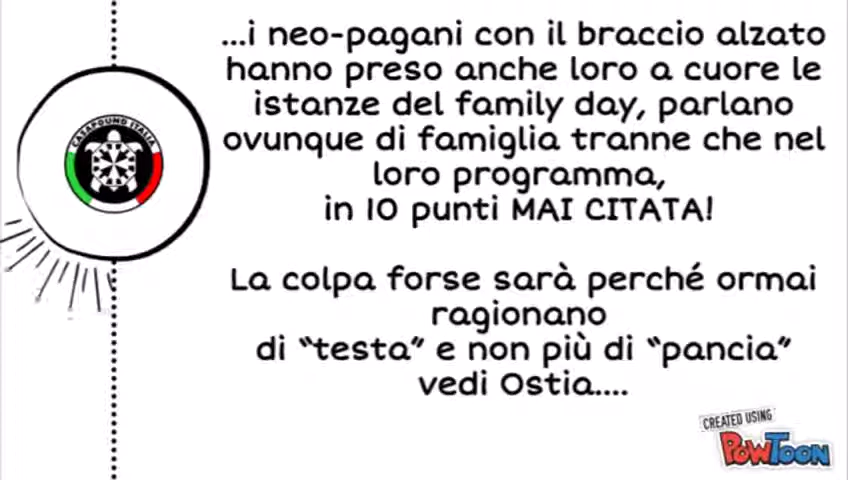 CASAPOUND ITALIA
...i neo-pagani con il braccio alzato
hanno preso anche loro a cuore le
istanze del family day, parlano
ovunque di famiglia tranne che nel
loro programma,
in 10 punti MAI CITATA!
La colpa forse sarà perché ormai
ragionano
di “testa” e non più di “pancia”
vedi Ostia....
CREATED USING
POWTOON